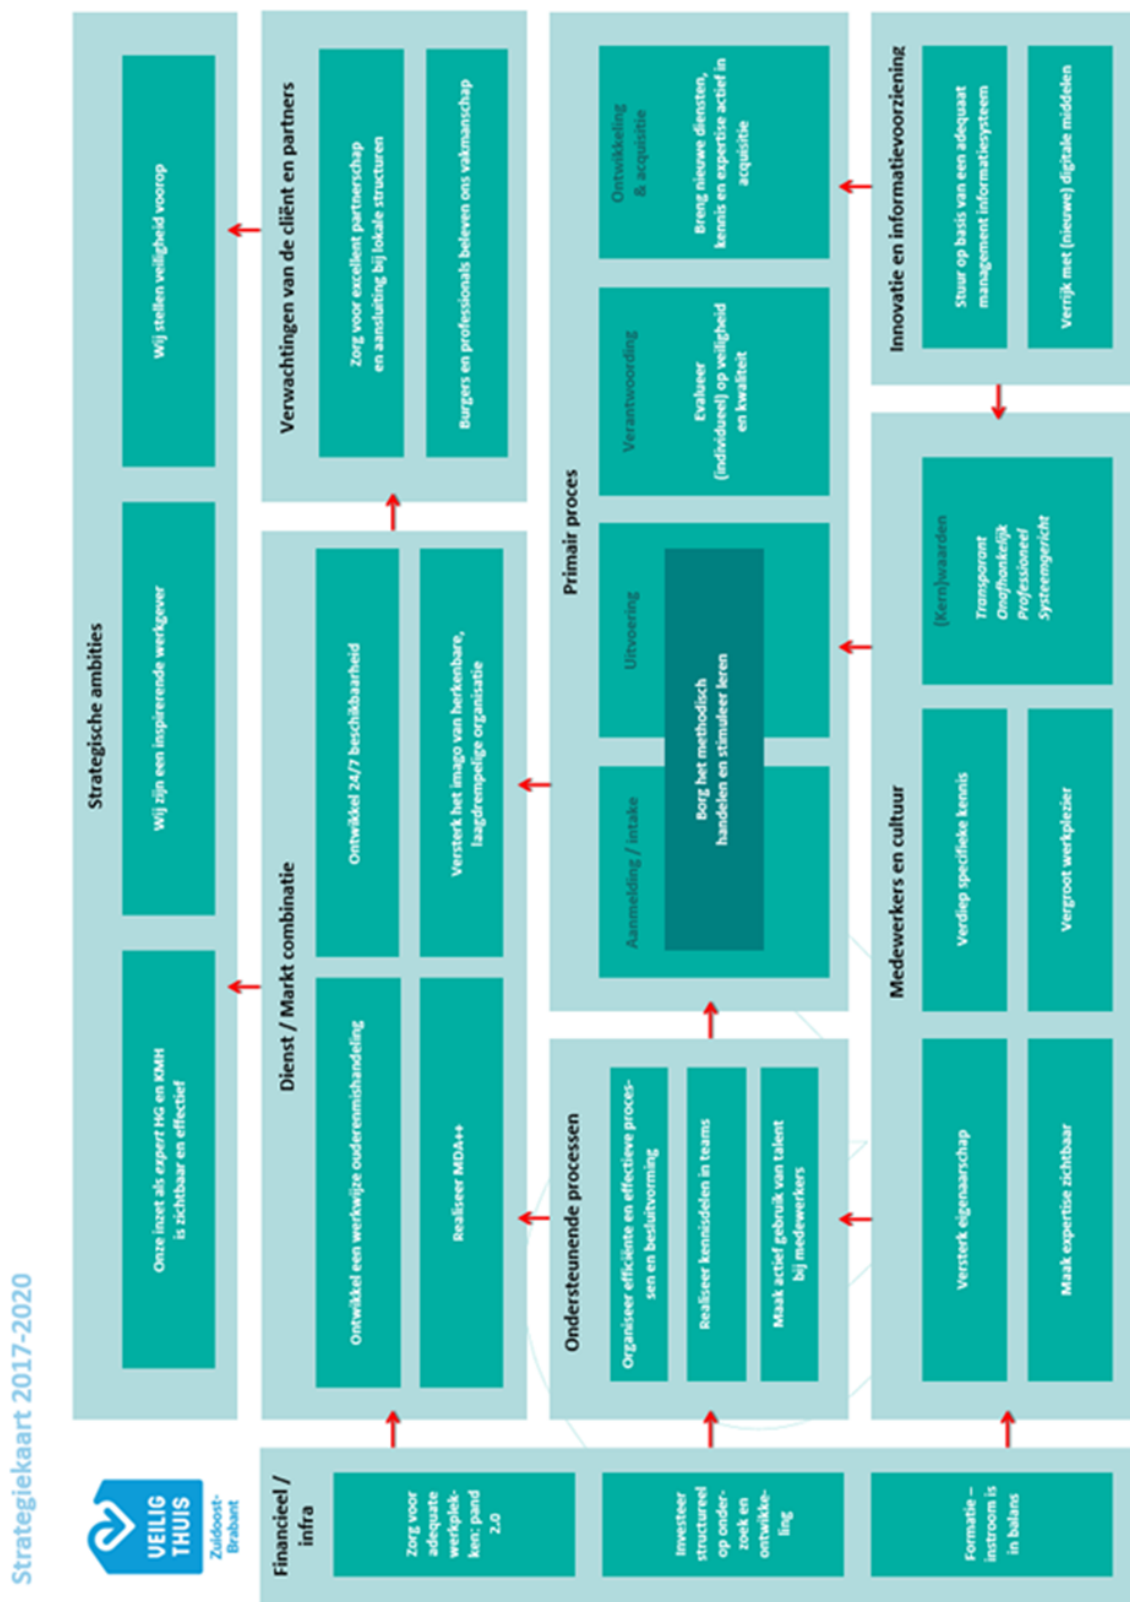 Strategiekaart 2017-2020
VEILIG
THUIS
Zuidoost-
Brabant
Strategische ambities
Onze inzet als expert HG en KMH
is zichtbaar en effectief
Wij zijn een inspirerende werkgever
Wij stellen veiligheid voorop
Financieel /
infra
Zorg voor
adequate
werkplek-
ken: pand
2.0
Investeer
structureel
op onder-
zoek en
ontwikke-
ling
Formatie –
instroom is
in balans
Dienst / Markt combinatie
Ontwikkel een werkwijze ouderenmishandeling
Ontwikkel 24/7 beschikbaarheid
Realiseer MDA++
Versterk het imago van herkenbare,
laagdrempelige organisatie
Verwachtingen van de cliënt en partners
Zorg voor excellent partnerschap
en aansluiting bij lokale structuren
Burgers en professionals beleven ons vakmanschap
Ondersteunende processen
Organiseer efficiënte en effectieve proces-
sen en besluitvorming
Realiseer kennisdelen in teams
Maak actief gebruik van talent
bij medewerkers
Primair proces
Aanmelding / intake
Uitvoering
Borg het methodisch
handelen en stimuleer leren
Verantwoording
Evalueer
(individueel) op veiligheid
en kwaliteit
Ontwikkeling
& acquisitie
Breng nieuwe diensten,
kennis en expertise actief in
acquisitie
Medewerkers en cultuur
Versterk eigenaarschap
Verdiep specifieke kennis
Maak expertise zichtbaar
Vergroot werkplezier
(Kern)waarden
Transparant
Onafhankelijk
Professioneel
Systeemgericht
Innovatie en informatievoorziening
Stuur op basis van een adequaat
management informatiesysteem
Verrijk met (nieuwe) digitale middelen